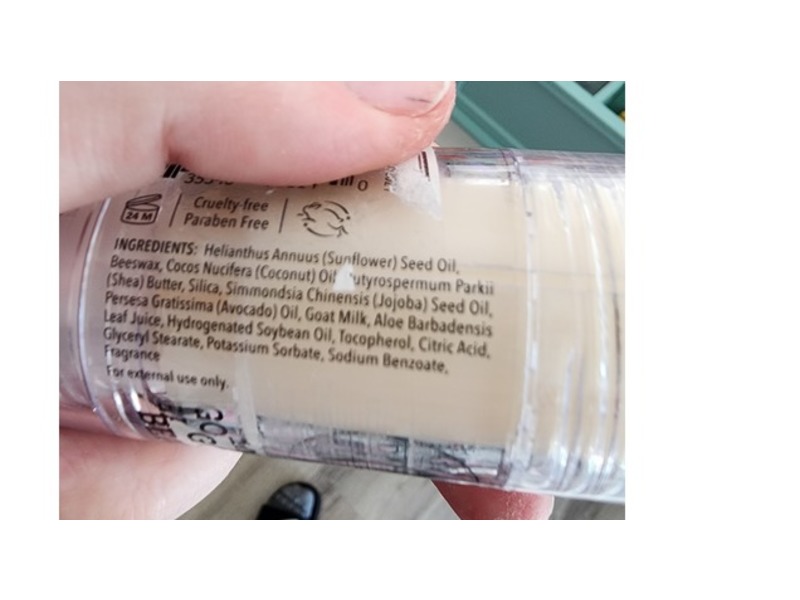 24 M
Cruelty-free
Paraben Free
INGREDIENTS: Helianthus Annuus (Sunflower) Seed Oil,
Beeswax, Cocos Nucifera (Coconut) Oil, utyrospermum Parkii
(Shea) Butter, Silica, Simmondsia Chinensis (Jojoba) Seed Oil,
Persesa Gratissima (Avocado) Oil, Goat Milk, Aloe Barbadensis
Leaf Juice, Hydrogenated Soybean Oil, Tocopherol, Citric Acid,
Glyceryl Stearate, Potassium Sorbate, Sodium Benzoate,
Fragrance
For external use only.